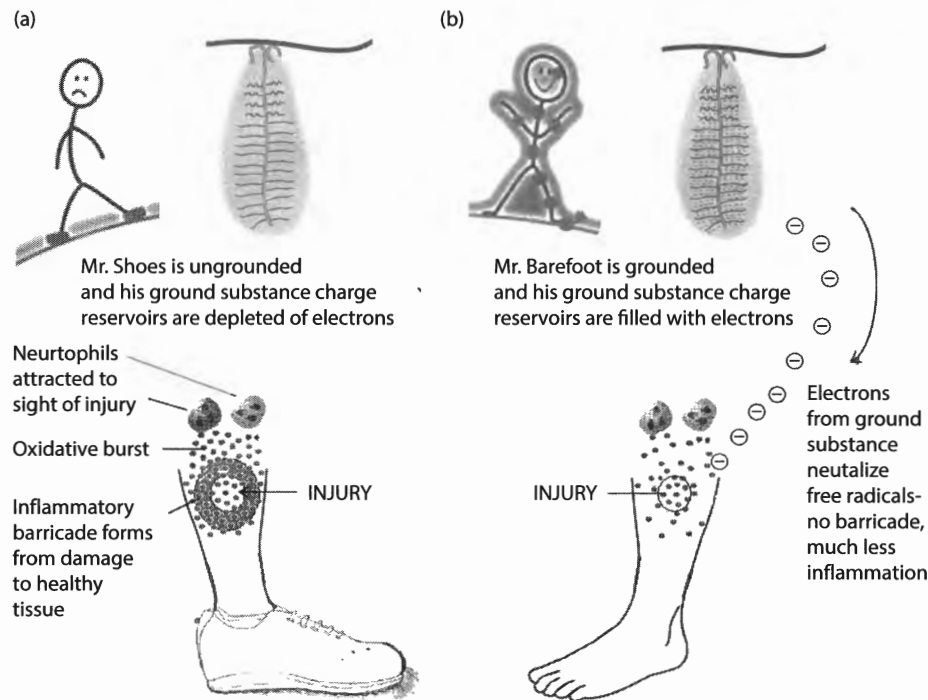 (a)
Mr. Shoes is ungrounded
and his ground substance charge
reservoirs are depleted of electrons
Neurtophils
attracted to
sight of injury
Oxidative burst
INJURY
Inflammatory
barricade forms
from damage
to healthy
tissue
(b)
Mr. Barefoot is grounded
and his ground substance charge
reservoirs are filled with electrons
INJURY
Electrons
from ground
substance
neutalize
free radicals-
no barricade,
much less
inflammation